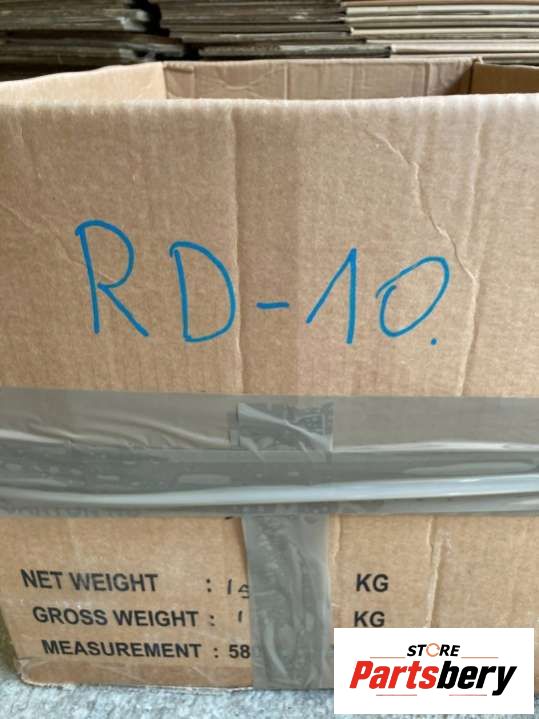 RD-10.
NET WEIGHT :
KG
GROSS WEIGHT :
KG
MEASUREMENT : 58
STORE
Partsbery